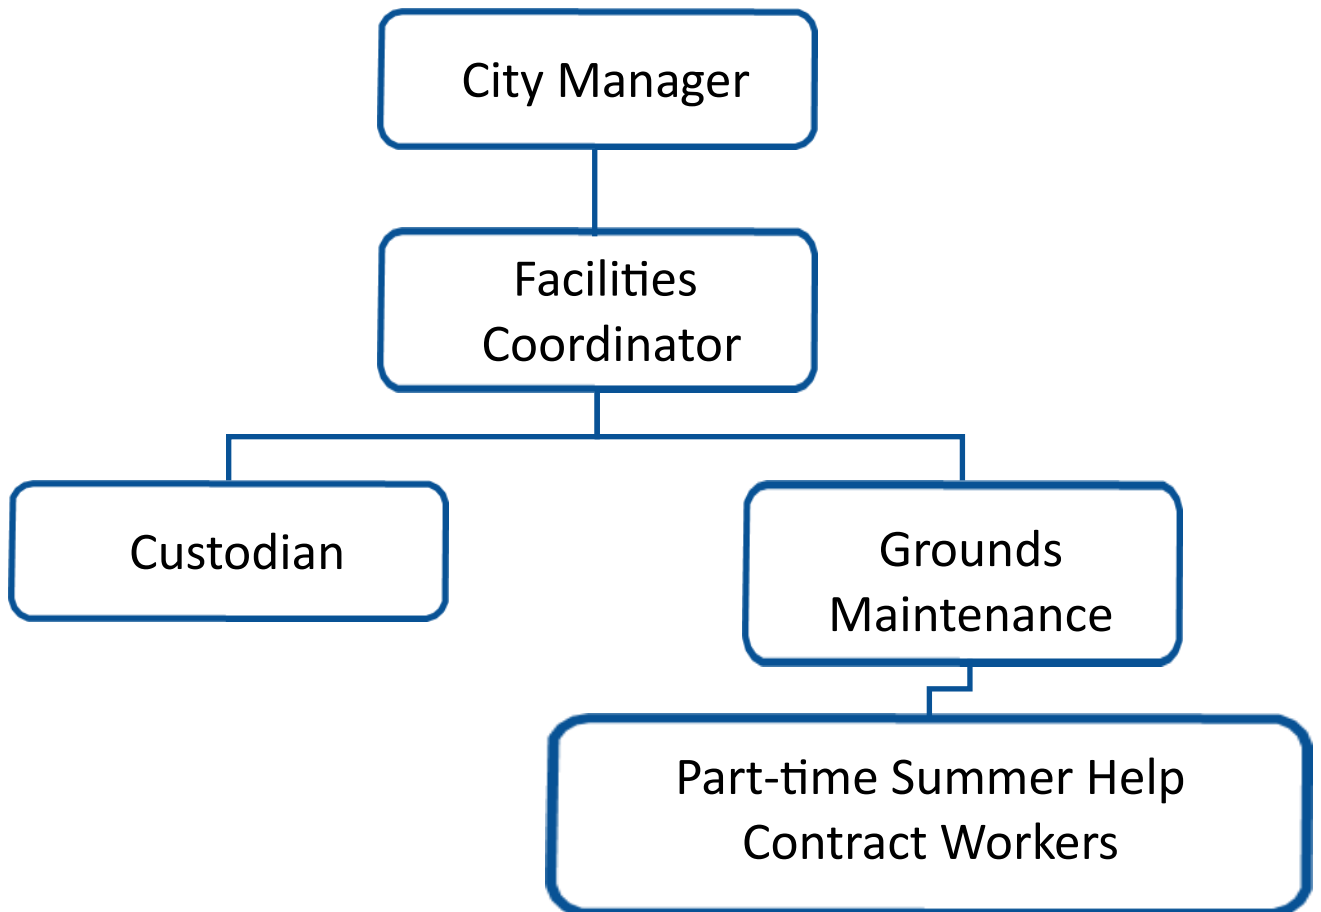 City Manager
Facilities
Coordinator
Custodian
Grounds
Maintenance
Part-time Summer Help
Contract Workers